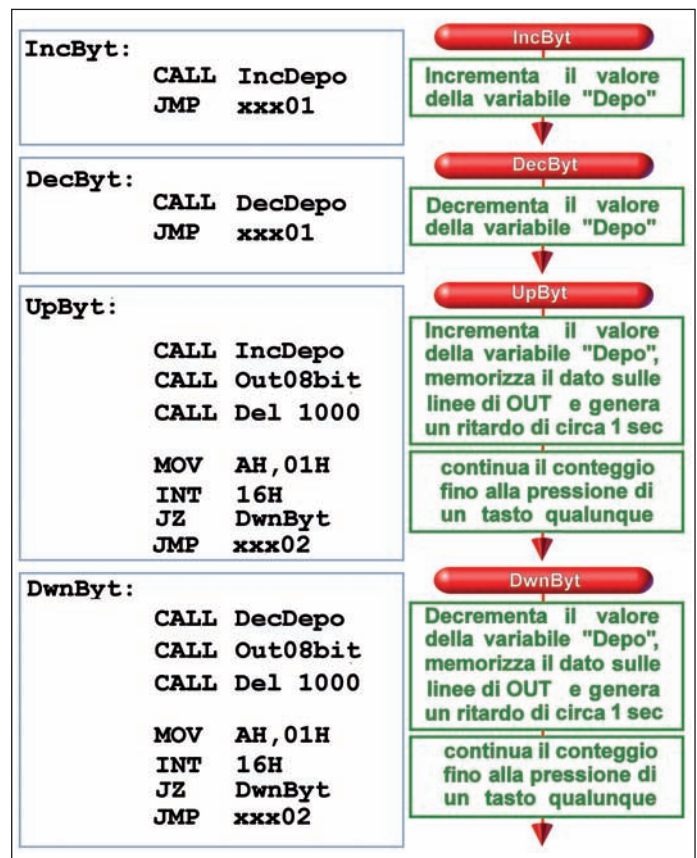 IncByt:
CALL IncDepo
JMP xxx01
IncByt
Incrementa il valore
della variabile "Depo"
DecByt:
CALL DecDepo
JMP xxx01
DecByt
Decrementa il valore
della variabile "Depo"
UpByt:
CALL IncDepo
CALL Out08bit
CALL Del 1000
MOV AH,01H
INT 16H
JZ DwnByt
JMP xxx02
UpByt
Incrementa il valore
della variabile "Depo",
memorizza il dato sulle
linee di OUT e genera
un ritardo di circa 1 sec
continua il conteggio
fino alla pressione di
un tasto qualunque
DwnByt:
CALL DecDepo
CALL Out08bit
CALL Del 1000
MOV AH,01H
INT 16H
JZ DwnByt
JMP xxx02
DwnByt
Decrementa il valore
della variabile "Depo",
memorizza il dato sulle
linee di OUT e genera
un ritardo di circa 1 sec
continua il conteggio
fino alla pressione di
un tasto qualunque